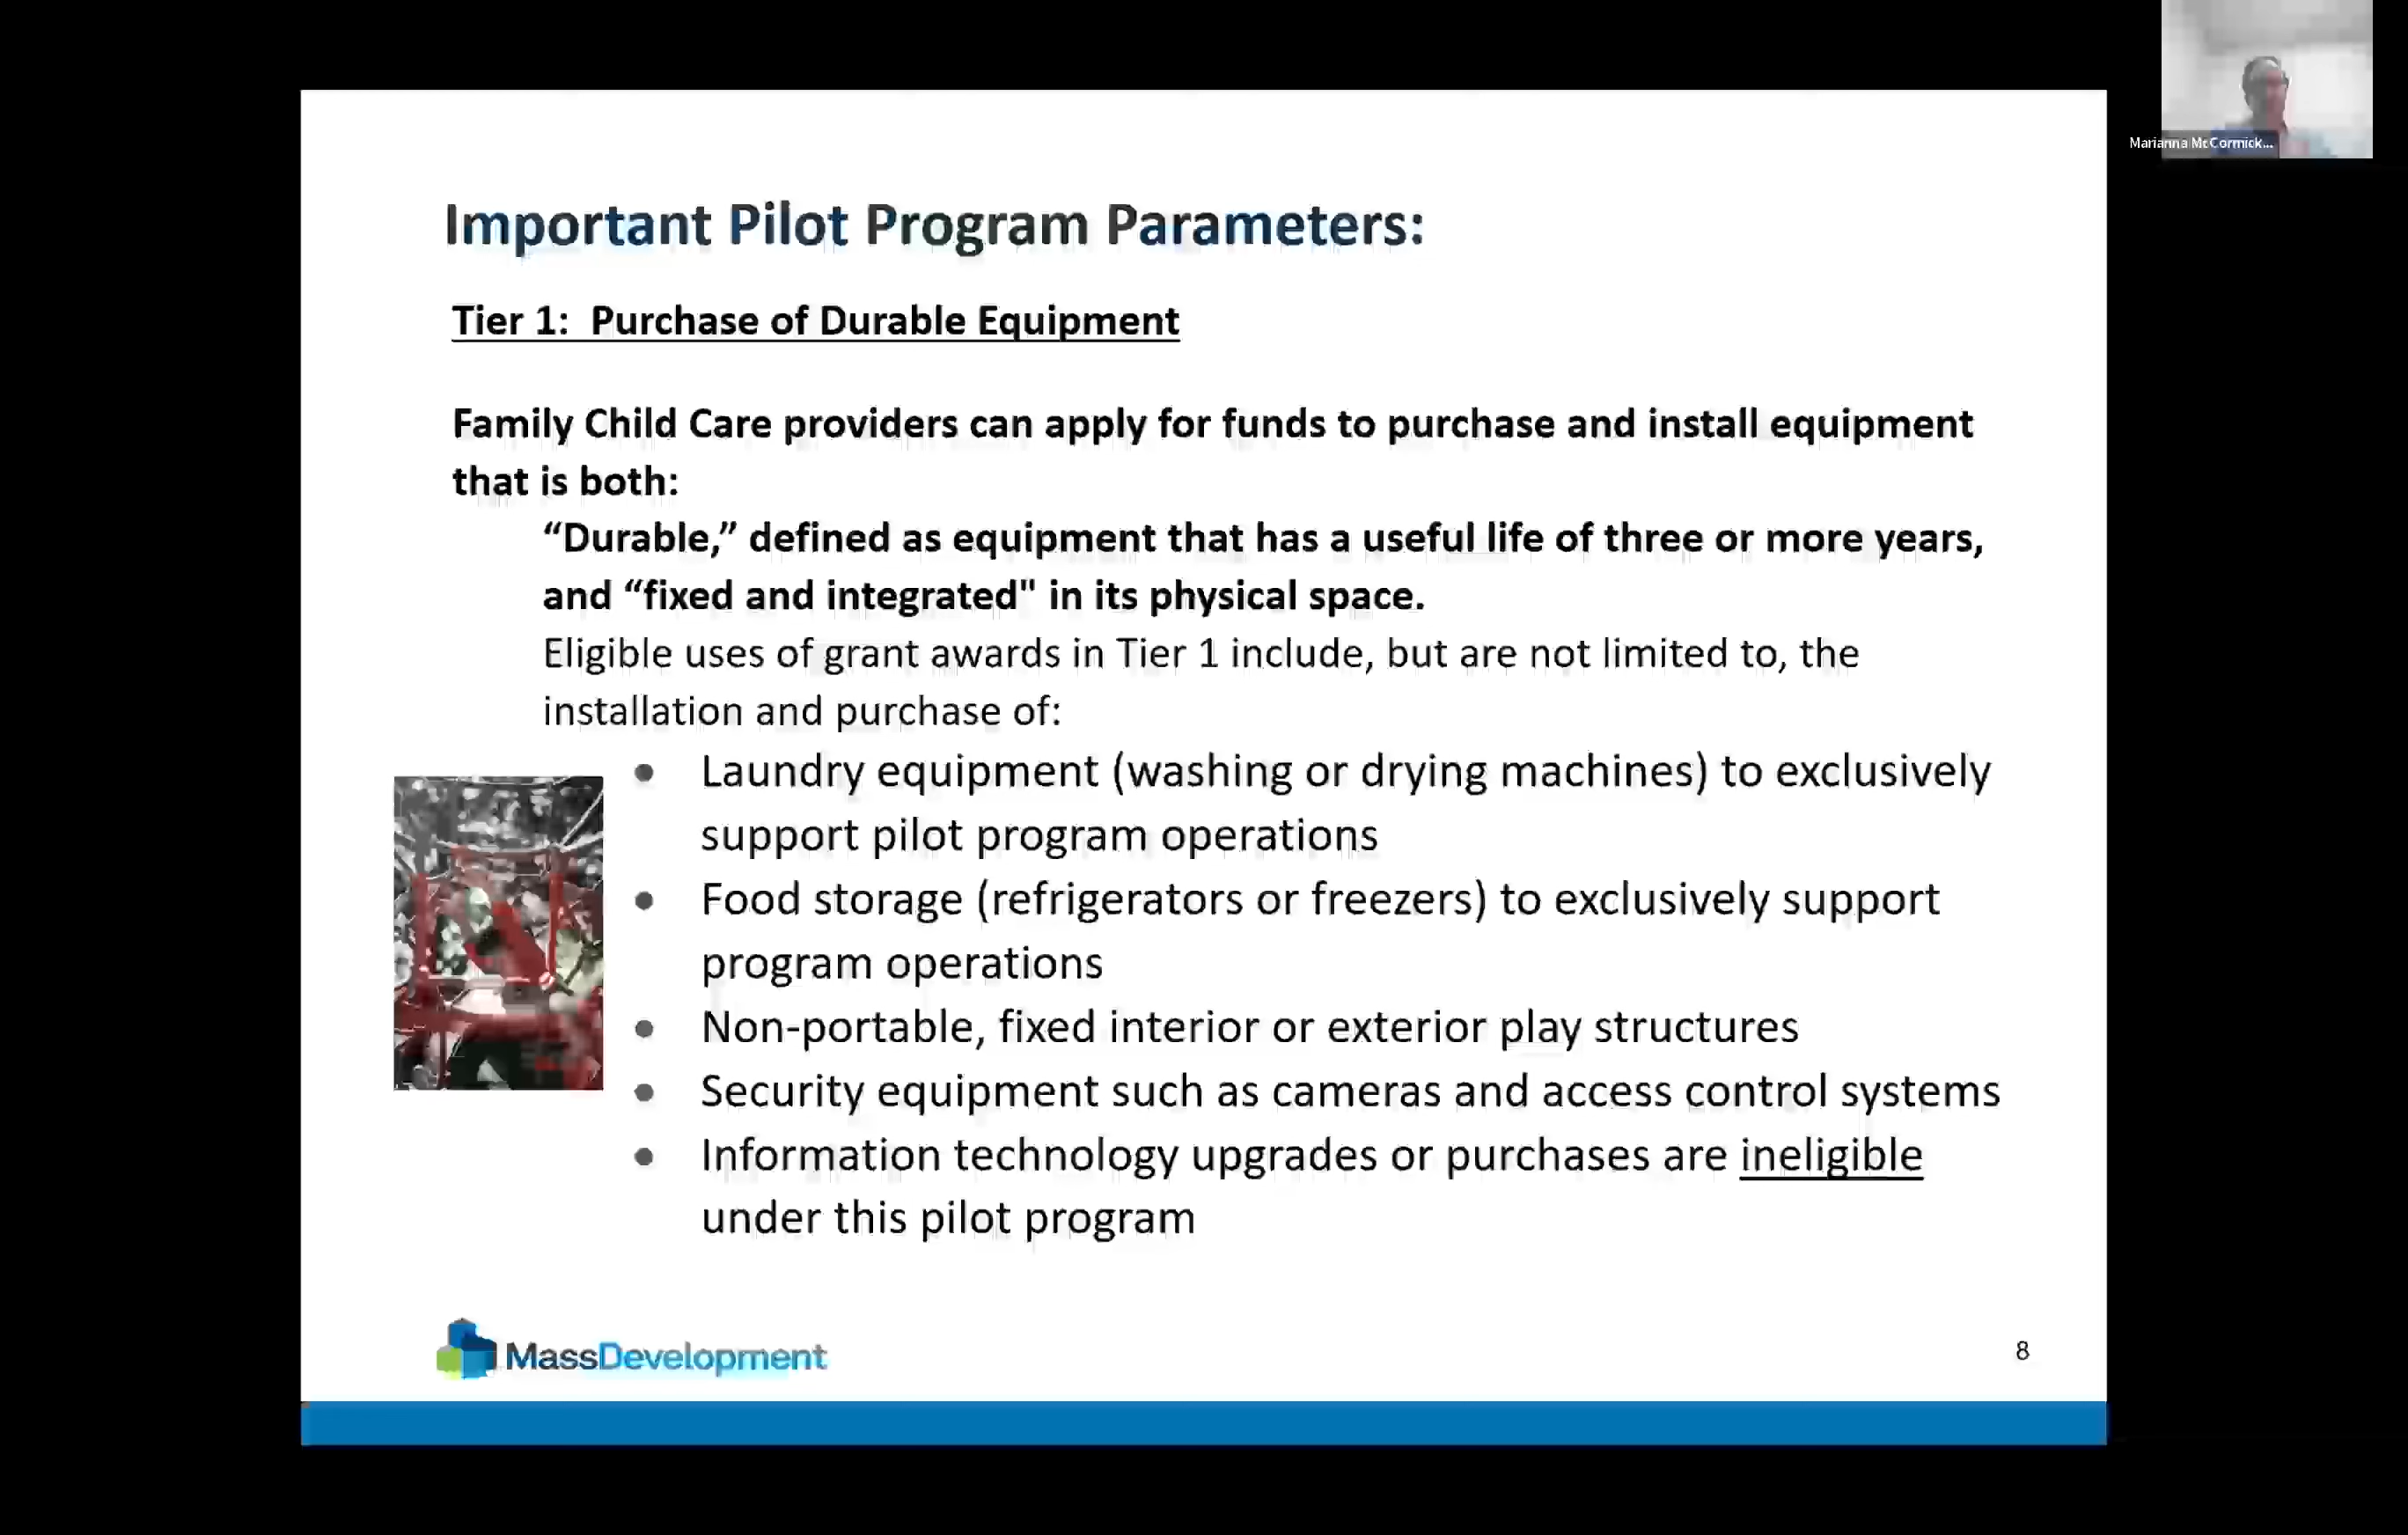 Marianna McCormick...
Important Pilot Program Parameters:
Tier 1:  Purchase of Durable Equipment
Family Child Care providers can apply for funds to purchase and install equipment
that is both:
“Durable,” defined as equipment that has a useful life of three or more years,
and “fixed and integrated" in its physical space.
Eligible uses of grant awards in Tier 1 include, but are not limited to, the
installation and purchase of:
● Laundry equipment (washing or drying machines) to exclusively
support pilot program operations
● Food storage (refrigerators or freezers) to exclusively support
program operations
● Non-portable, fixed interior or exterior play structures
● Security equipment such as cameras and access control systems
● Information technology upgrades or purchases are ineligible
under this pilot program
MassDevelopment
8